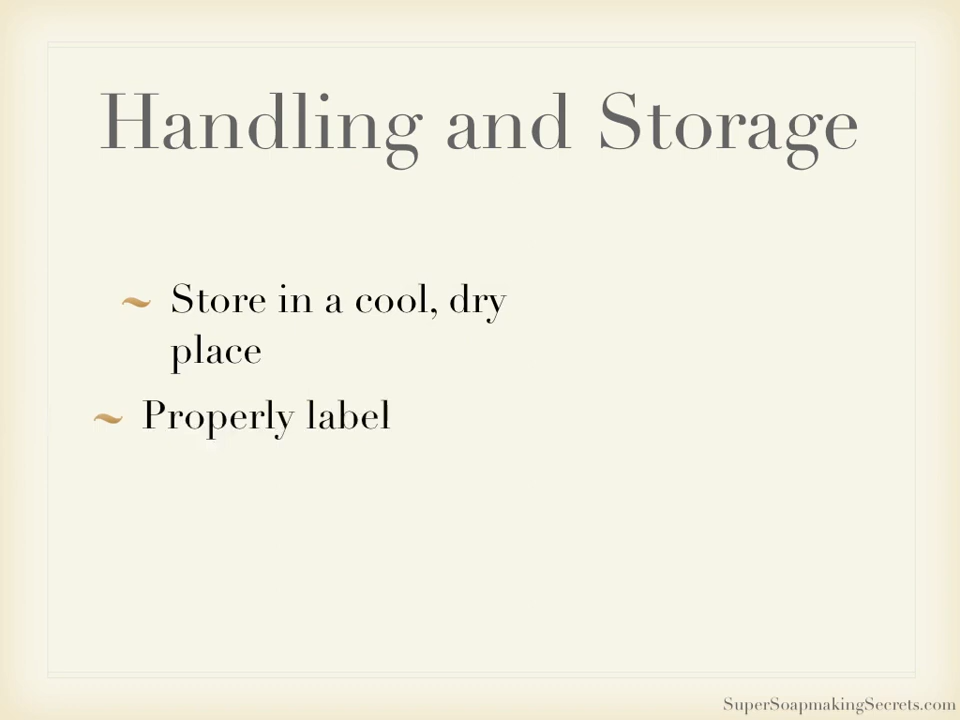 Handling and Storage
Store in a cool, dry
place
Properly label
SuperSoapmakingSecrets.com